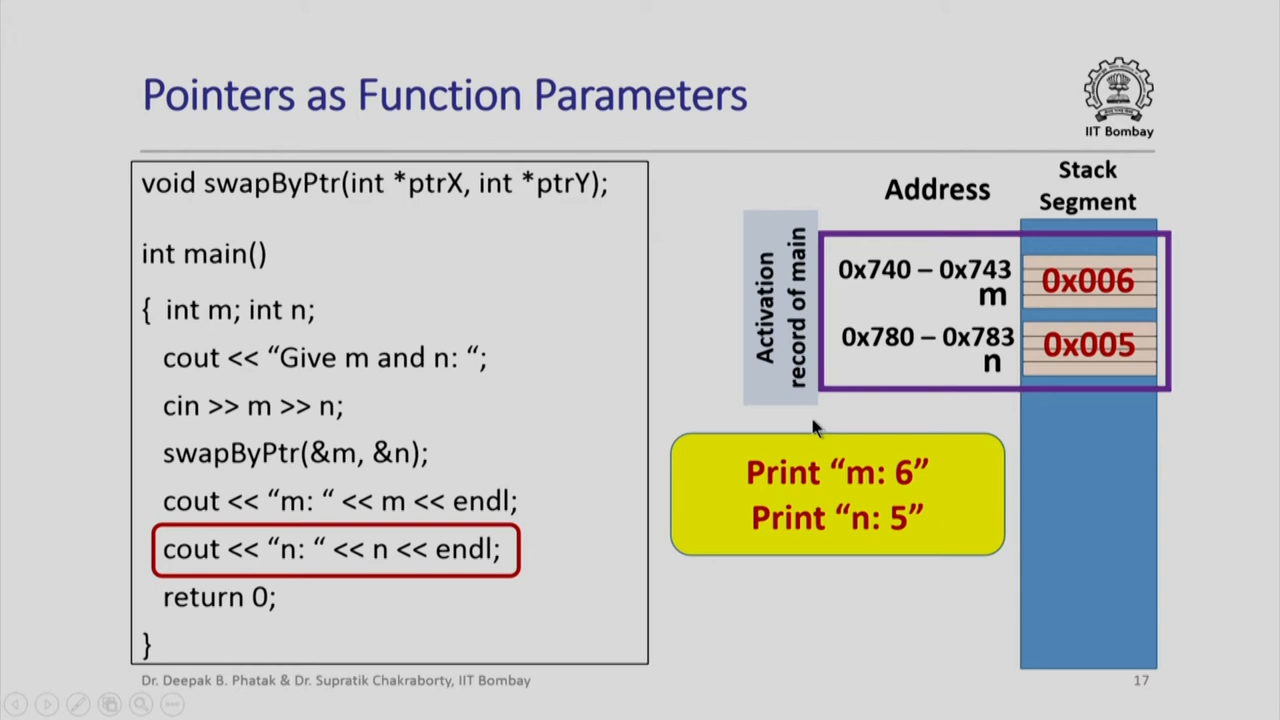 Pointers as Function Parameters
IIT Bombay
void swapByPtr(int *ptrX, int *ptrY);
int main()
{ int m; int n;
cout << “Give m and n: “;
cin >> m >> n;
swapByPtr(&m, &n);
cout << “m: “ << m << endl;
cout << “n: “ << n << endl;
return 0;
}
Address
Stack
Segment
Activation
record of main
0x740 – 0x743
m
0x006
0x780 – 0x783
n
0x005
Print “m: 6”
Print “n: 5”
Dr. Deepak B. Phatak & Dr. Supratik Chakraborty, IIT Bombay
17